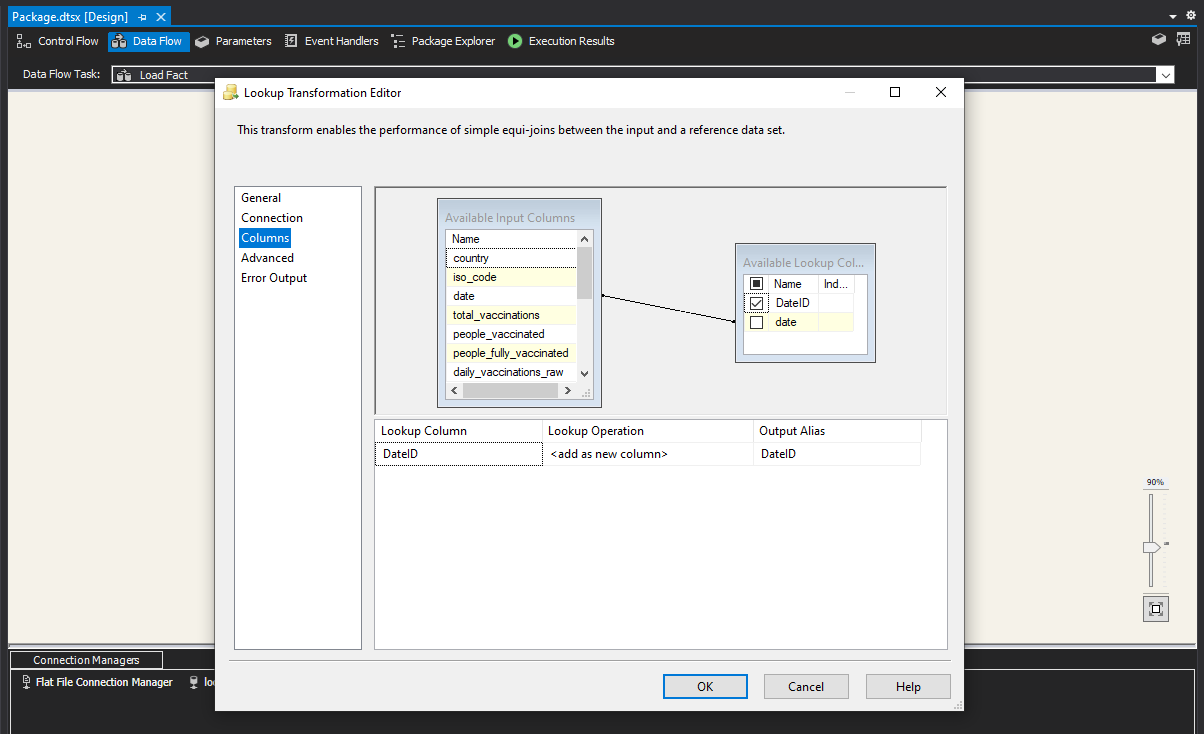 Package.dtsx [Design]
Control Flow
Data Flow
Parameters
Event Handlers
Package Explorer
Execution Results
Data Flow Task:
Load Fact
Lookup Transformation Editor
This transform enables the performance of simple equi-joins between the input and a reference data set.
General
Connection
Columns
Advanced
Error Output
Available Input Columns
Name
country
iso_code
date
total_vaccinations
people_vaccinated
people_fully_vaccinated
daily_vaccinations_raw
Available Lookup Col...
Name Ind...
DateID
date
Lookup Column Lookup Operation Output Alias
DateID <add as new column> DateID
90%
OK Cancel Help
Connection Managers
Flat File Connection Manager